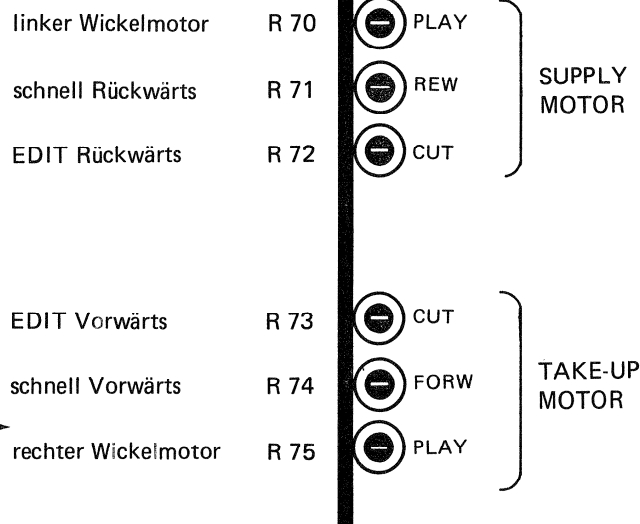 linker Wickelmotor R 70 PLAY
schnell Rückwärts R 71 REW
SUPPLY
MOTOR
EDIT Rückwärts R 72 CUT
EDIT Vorwärts R 73 CUT
schnell Vorwärts R 74 FORW
TAKE-UP
MOTOR
rechter Wickelmotor R 75 PLAY